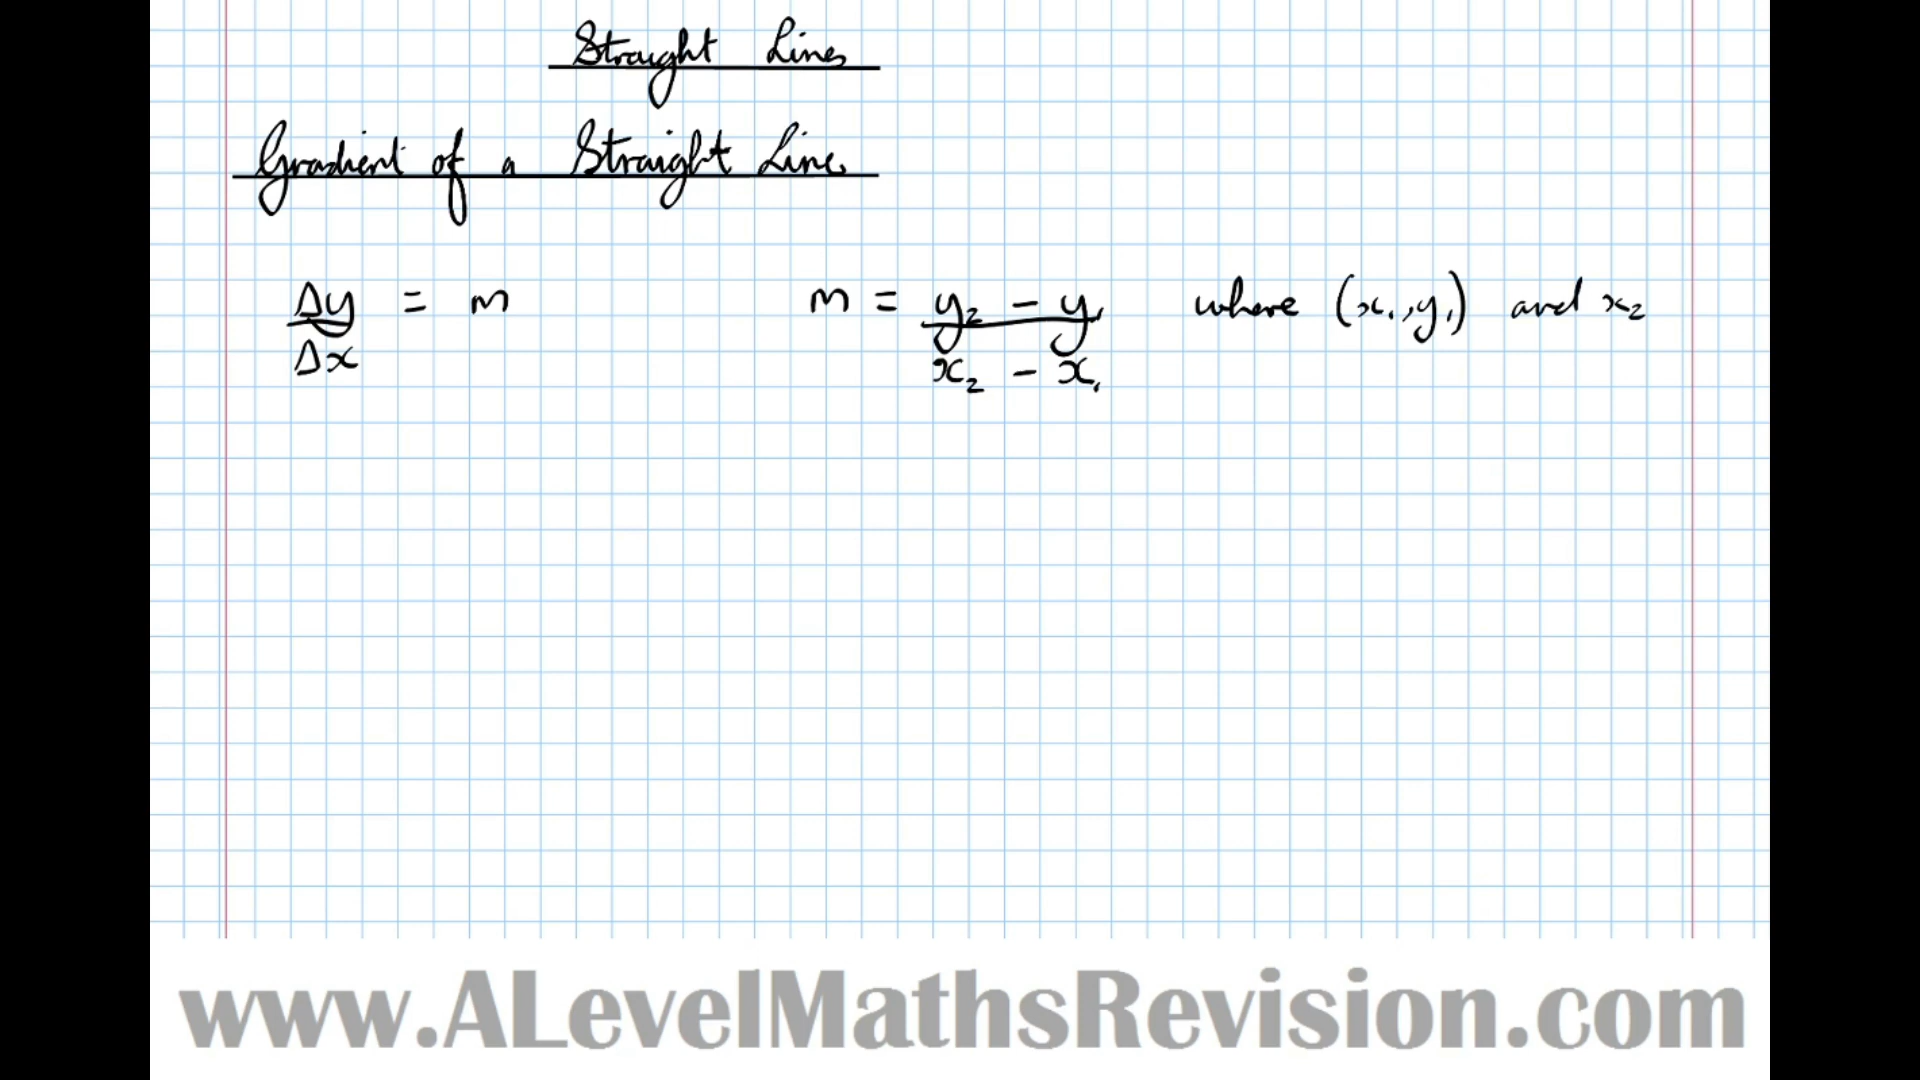 Straight Lines
Gradient of a Straight Line
Δy/Δx = m    m = (y₂ - y₁)/(x₂ - x₁)    where (x₁, y₁) and x₂
www.ALevelMathsRevision.com